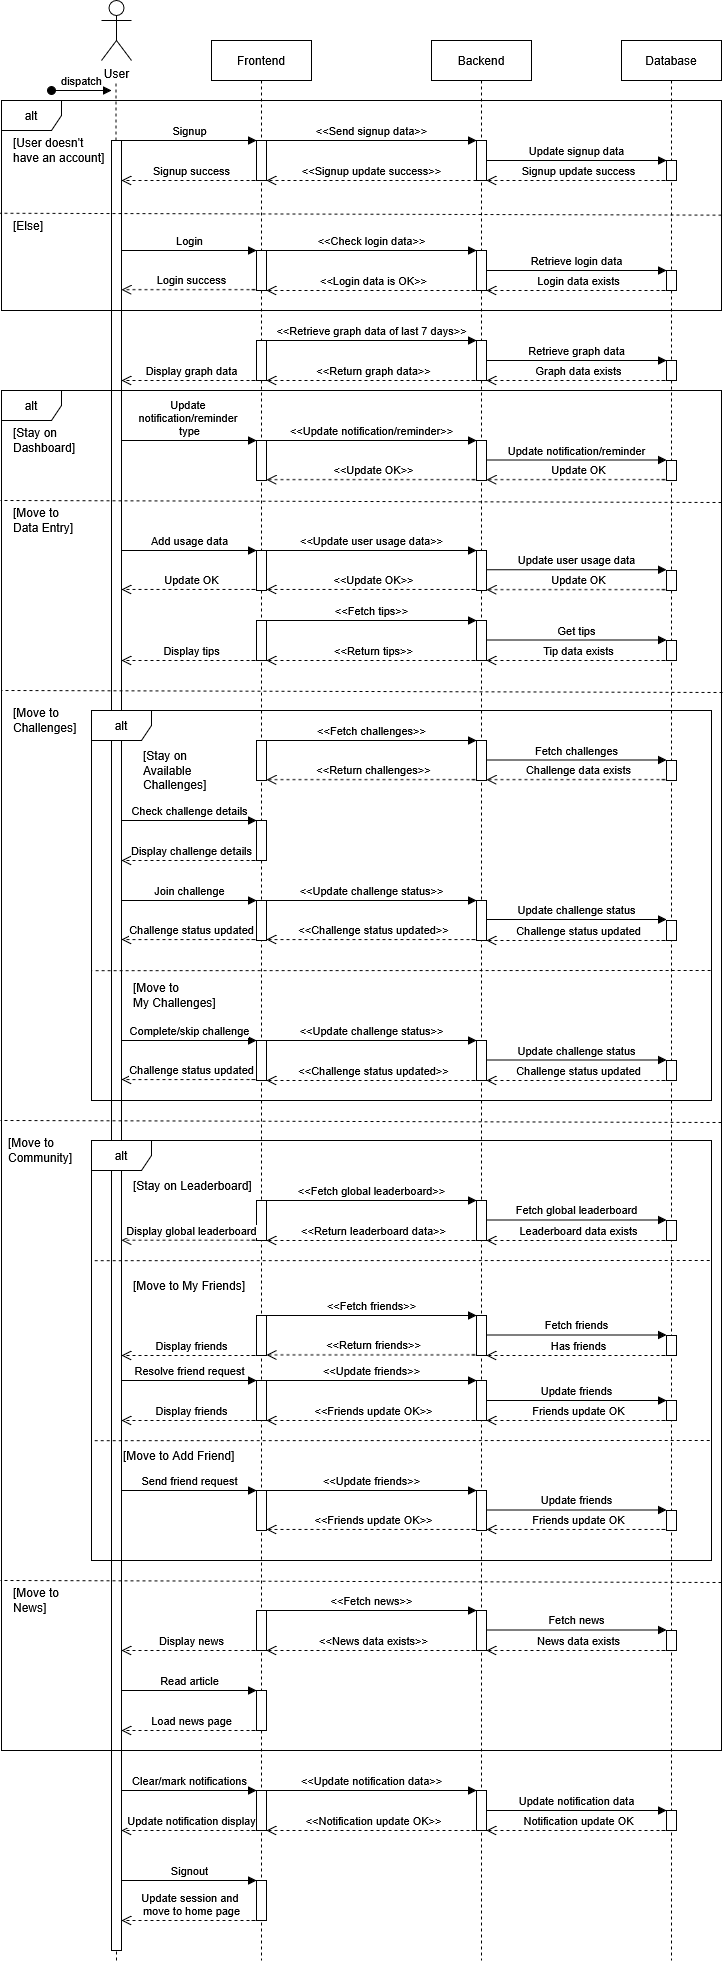 User
Frontend
Backend
Database
dispatch
alt
[User doesn't
have an account]
Signup
<<Send signup data>>
Update signup data
Signup success
<<Signup update success>>
Signup update success
[Else]
Login
<<Check login data>>
Retrieve login data
Login success
<<Login data is OK>>
Login data exists
<<Retrieve graph data of last 7 days>>
Retrieve graph data
Display graph data
<<Return graph data>>
Graph data exists
alt
[Stay on
Dashboard]
Update
notification/reminder
type
<<Update notification/reminder>>
Update notification/reminder
<<Update OK>>
Update OK
[Move to
Data Entry]
Add usage data
<<Update user usage data>>
Update user usage data
Update OK
<<Update OK>>
Update OK
<<Fetch tips>>
Get tips
Display tips
<<Return tips>>
Tip data exists
[Move to
Challenges]
alt
[Stay on
Available
Challenges]
<<Fetch challenges>>
Fetch challenges
<<Return challenges>>
Challenge data exists
Check challenge details
Display challenge details
Join challenge
<<Update challenge status>>
Update challenge status
Challenge status updated
<<Challenge status updated>>
Challenge status updated
[Move to
My Challenges]
Complete/skip challenge
<<Update challenge status>>
Update challenge status
Challenge status updated
<<Challenge status updated>>
Challenge status updated
[Move to
Community]
alt
[Stay on Leaderboard]
<<Fetch global leaderboard>>
Fetch global leaderboard
Display global leaderboard
<<Return leaderboard data>>
Leaderboard data exists
[Move to My Friends]
<<Fetch friends>>
Fetch friends
Display friends
<<Return friends>>
Has friends
Resolve friend request
<<Update friends>>
Update friends
Display friends
<<Friends update OK>>
Friends update OK
[Move to Add Friend]
Send friend request
<<Update friends>>
Update friends
<<Friends update OK>>
Friends update OK
[Move to
News]
<<Fetch news>>
Fetch news
Display news
<<News data exists>>
News data exists
Read article
Load news page
Clear/mark notifications
<<Update notification data>>
Update notification data
Update notification display
<<Notification update OK>>
Notification update OK
Signout
Update session and
move to home page